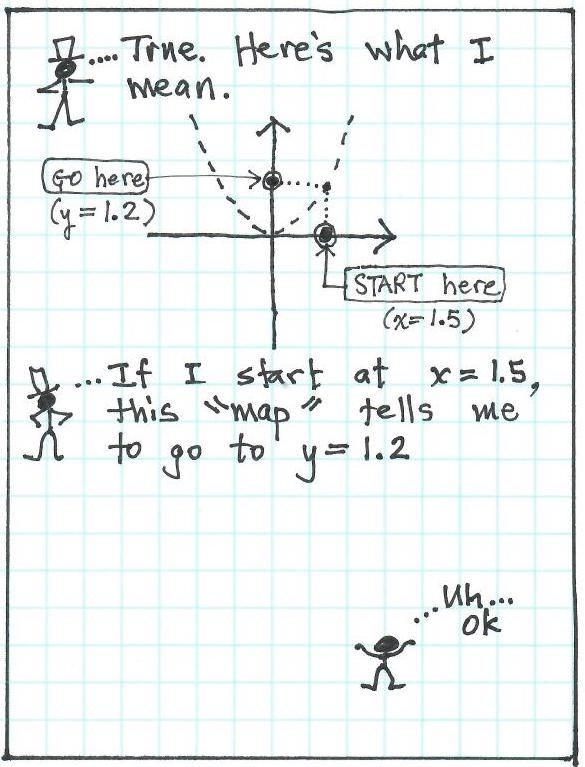 .... True. Here's what I
mean.
GO here
(y = 1.2)
START here
(x= 1.5)
... If I start at x = 1.5,
this "map" tells me
to go to y = 1.2
... Uh...
Ok